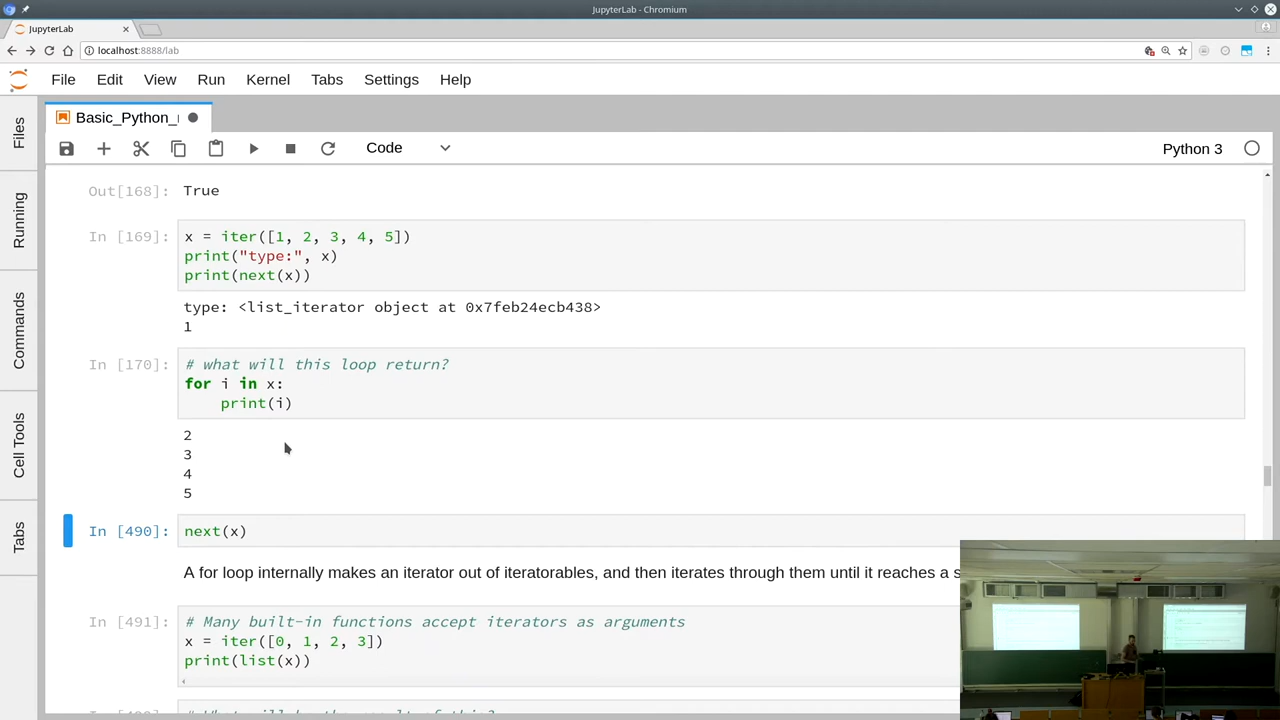 JupyterLab - Chromium
JupyterLab
localhost:8888/lab
File Edit View Run Kernel Tabs Settings Help
Basic_Python_
Code
Python 3
Files
Running
Commands
Cell Tools
Tabs
Out[168]: True
In [169]: x = iter([1, 2, 3, 4, 5])
print("type:", x)
print(next(x))
type: <list_iterator object at 0x7feb24ecb438>
1
In [170]: # what will this loop return?
for i in x:
print(i)
2
3
4
5
In [490]: next(x)
A for loop internally makes an iterator out of iteratorables, and then iterates through them until it reaches a s
In [491]: # Many built-in functions accept iterators as arguments
x = iter([0, 1, 2, 3])
print(list(x))